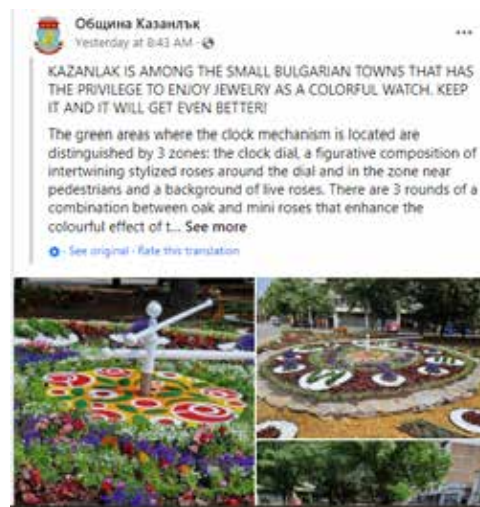 Община Казанлък
Yesterday at 8:43 AM ·
KAZANLAK IS AMONG THE SMALL BULGARIAN TOWNS THAT HAS
THE PRIVILEGE TO ENJOY JEWELRY AS A COLORFUL WATCH. KEEP
IT AND IT WILL GET EVEN BETTER!
The green areas where the clock mechanism is located are
distinguished by 3 zones: the clock dial, a figurative composition of
intertwining stylized roses around the dial and in the zone near
pedestrians and a background of live roses. There are 3 rounds of a
combination between oak and mini roses that enhance the
colourful effect of t... See more
· See original · Rate this translation